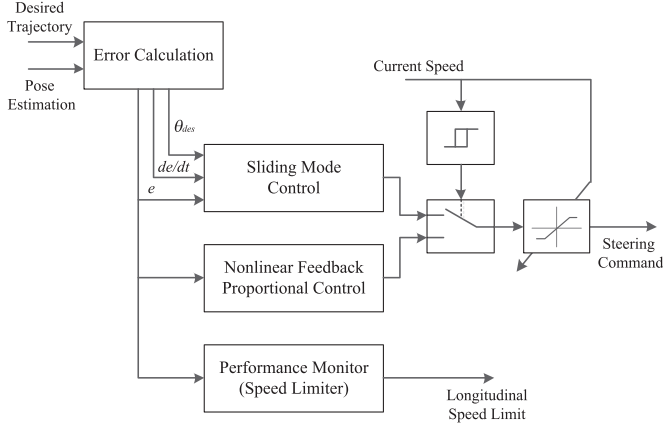 Desired
Trajectory
Pose
Estimation
Error Calculation
θdes
de/dt
e
Sliding Mode
Control
Nonlinear Feedback
Proportional Control
Performance Monitor
(Speed Limiter)
Current Speed
Steering
Command
Longitudinal
Speed Limit